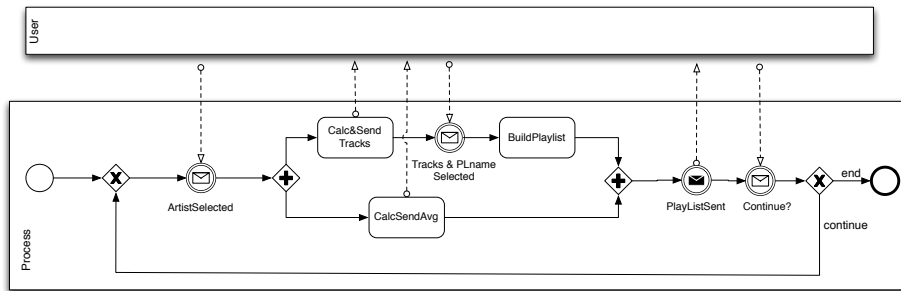 User
Calc&Send
Tracks
BuildPlaylist
Tracks & PLname
Selected
ArtistSelected
CalcSendAvg
PlayListSent
Continue?
end
continue
Process